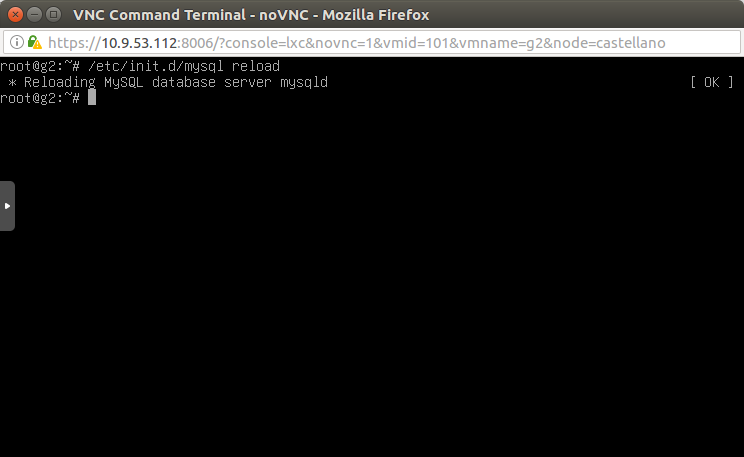 VNC Command Terminal - noVNC - Mozilla Firefox
https://10.9.53.112:8006/?console=lxc&novnc=1&vmid=101&vmname=g2&node=castellano
root@g2:~# /etc/init.d/mysql reload
 * Reloading MySQL database server mysqld [ OK ]
root@g2:~#